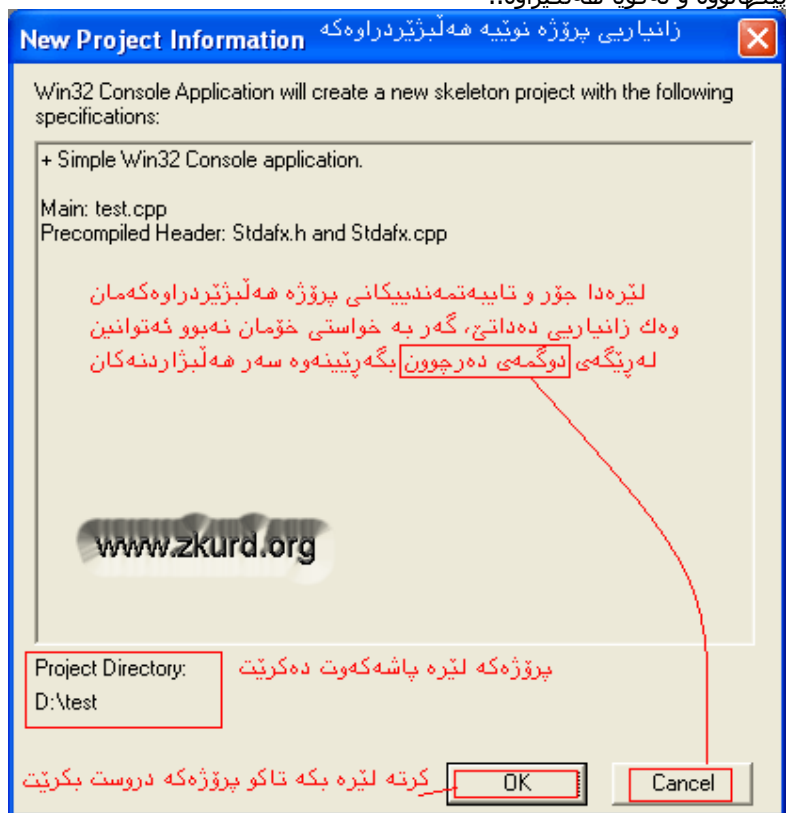 New Project Information زانیاریی پرۆژە نوێیە هەڵبژێردراوەکە
Win32 Console Application will create a new skeleton project with the following
specifications:
+ Simple Win32 Console application.
Main: test.cpp
Precompiled Header: Stdafx.h and Stdafx.cpp
لێرەدا جۆر و تایبەتمەندییکانی پرۆژە هەڵبژێردراوەکەمان
وەك زانیاریی دەداتێ، گەر بە خواستی خۆمان نەبوو ئەتوانین
لەڕێگەی دوگمەی دەرچوون بگەڕێینەوە سەر هەڵبژاردنەکان
www.zkurd.org
Project Directory:
D:\test
پرۆژەکە لێرە پاشەکەوت دەکرێت
کرتە لێرە بکە تاکو پرۆژەکە دروست بکرێت
OK
Cancel